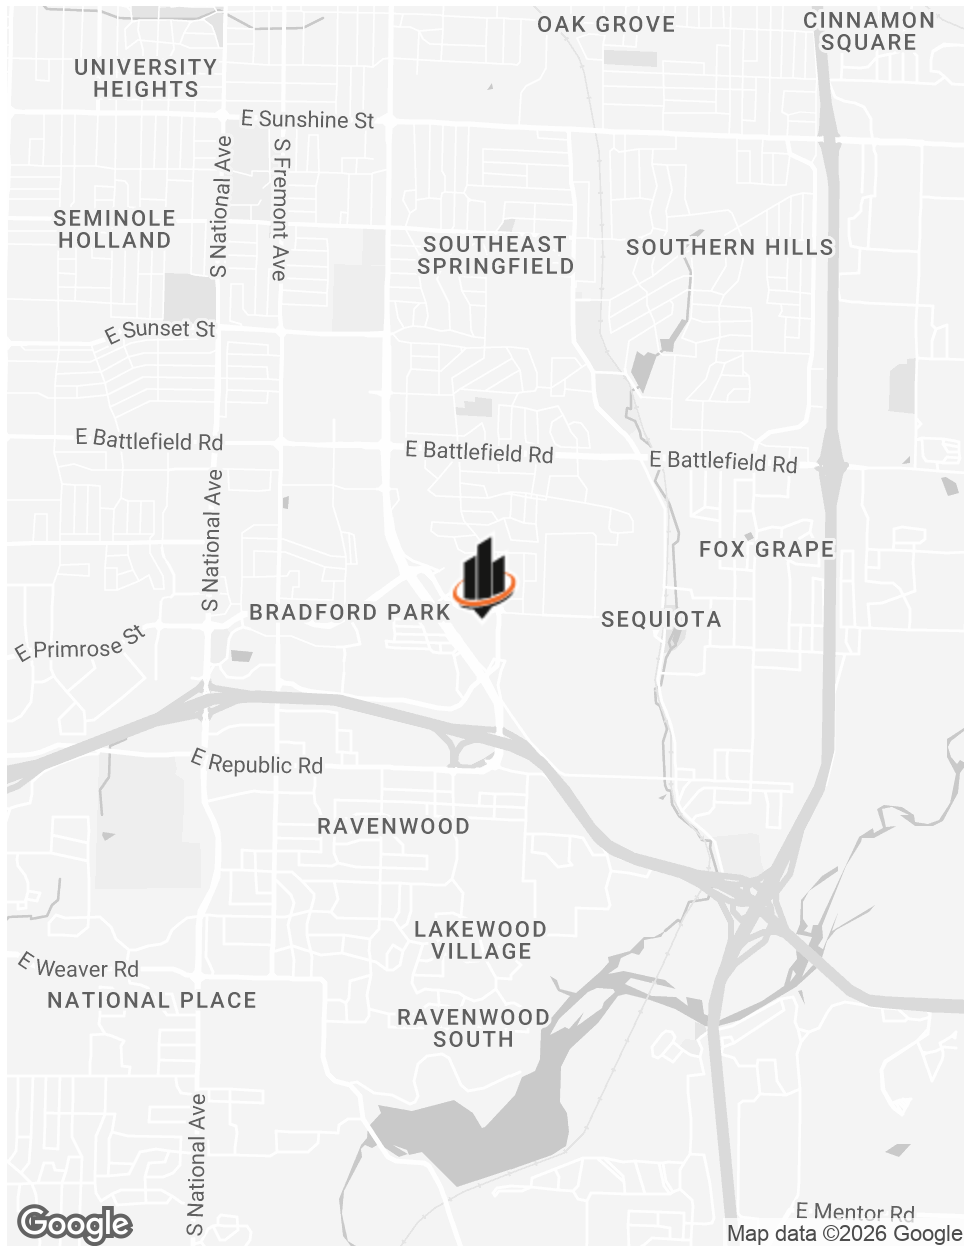 OAK GROVE
CINNAMON
SQUARE
UNIVERSITY
HEIGHTS
E Sunshine St
S National Ave
S Fremont Ave
SEMINOLE
HOLLAND
SOUTHEAST
SPRINGFIELD
SOUTHERN HILLS
E Sunset St
E Battlefield Rd
E Battlefield Rd
E Battlefield Rd
S National Ave
FOX GRAPE
BRADFORD PARK
SEQUIOTA
E Primrose St
E Republic Rd
RAVENWOOD
LAKEWOOD
VILLAGE
E Weaver Rd
NATIONAL PLACE
RAVENWOOD
SOUTH
S National Ave
E Mentor Rd
Google
Map data ©2026 Google